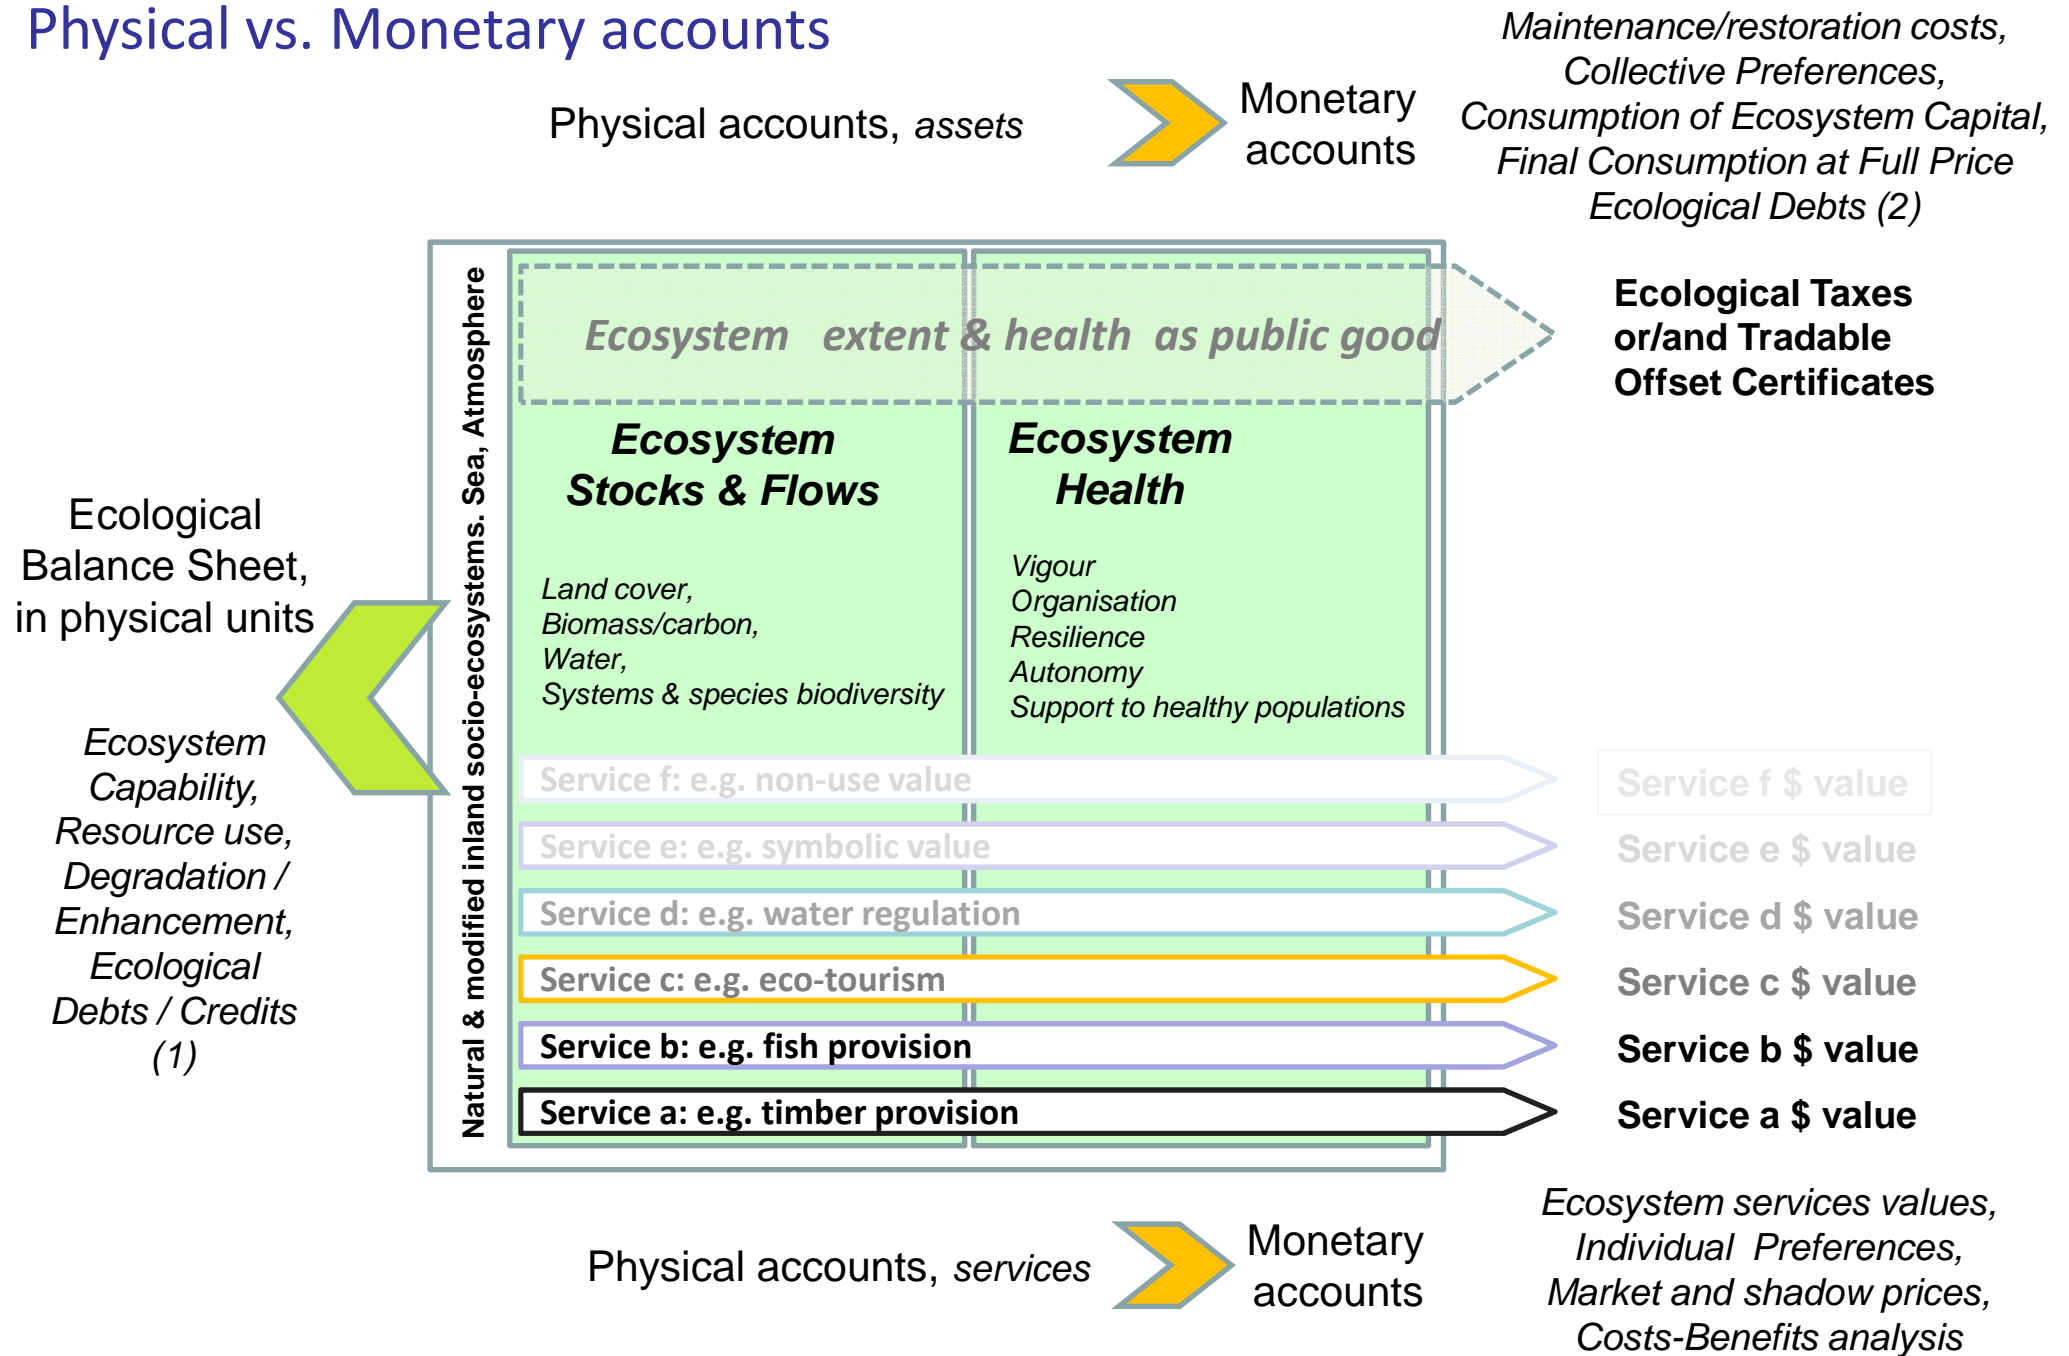 Physical vs. Monetary accounts
Physical accounts, assets
Monetary
accounts
Maintenance/restoration costs,
Collective Preferences,
Consumption of Ecosystem Capital,
Final Consumption at Full Price
Ecological Debts (2)
Natural & modified inland socio-ecosystems. Sea, Atmosphere
Ecosystem extent & health as public good
Ecological Taxes
or/and Tradable
Offset Certificates
Ecosystem
Stocks & Flows
Land cover,
Biomass/carbon,
Water,
Systems & species biodiversity
Ecosystem
Health
Vigour
Organisation
Resilience
Autonomy
Support to healthy populations
Ecological
Balance Sheet,
in physical units
Ecosystem
Capability,
Resource use,
Degradation /
Enhancement,
Ecological
Debts / Credits
(1)
Service f: e.g. non-use value
Service f $ value
Service e: e.g. symbolic value
Service e $ value
Service d: e.g. water regulation
Service d $ value
Service c: e.g. eco-tourism
Service c $ value
Service b: e.g. fish provision
Service b $ value
Service a: e.g. timber provision
Service a $ value
Physical accounts, services
Monetary
accounts
Ecosystem services values,
Individual Preferences,
Market and shadow prices,
Costs-Benefits analysis